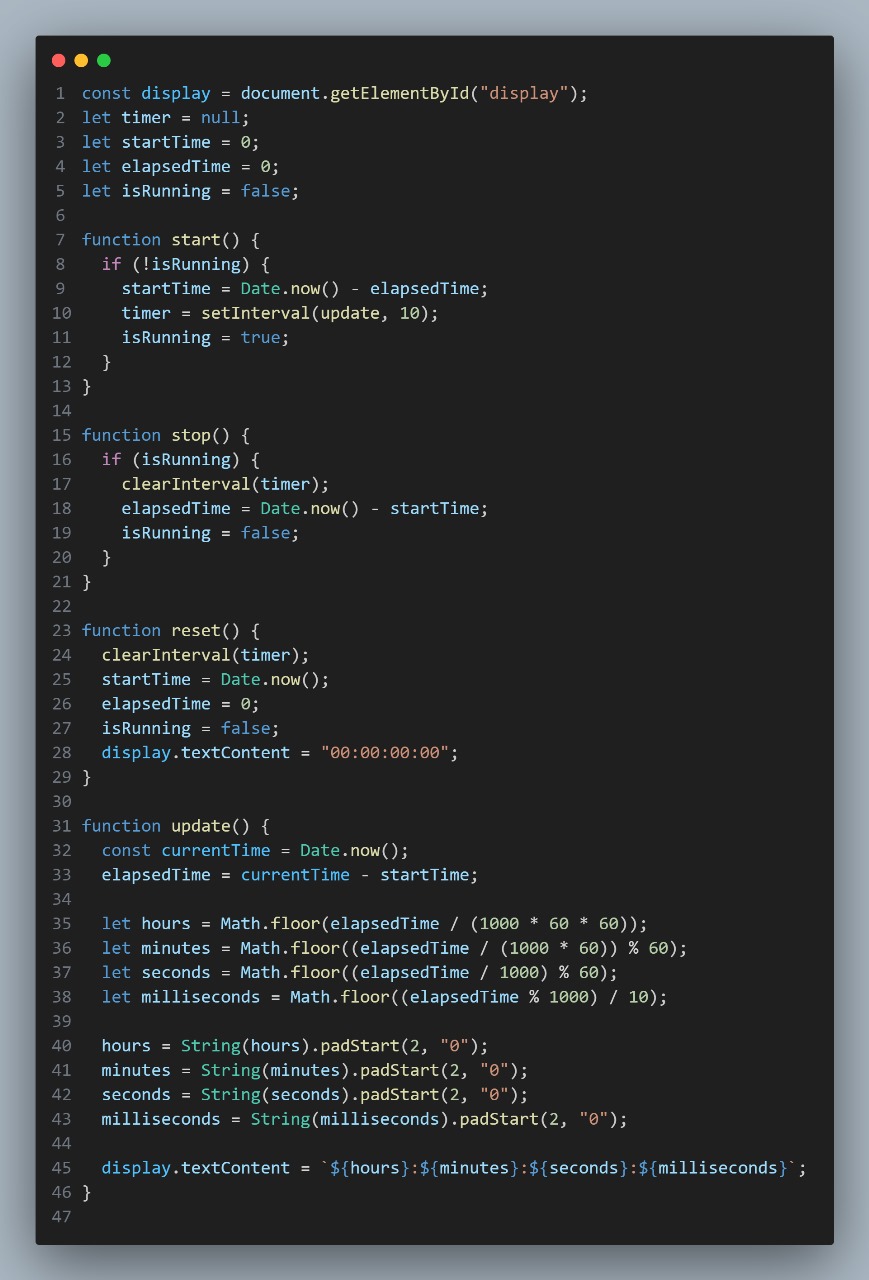 1 const display = document.getElementById("display");
2 let timer = null;
3 let startTime = 0;
4 let elapsedTime = 0;
5 let isRunning = false;
6
7 function start() {
8   if (!isRunning) {
9     startTime = Date.now() - elapsedTime;
10     timer = setInterval(update, 10);
11     isRunning = true;
12   }
13 }
14
15 function stop() {
16   if (isRunning) {
17     clearInterval(timer);
18     elapsedTime = Date.now() - startTime;
19     isRunning = false;
20   }
21 }
22
23 function reset() {
24   clearInterval(timer);
25   startTime = Date.now();
26   elapsedTime = 0;
27   isRunning = false;
28   display.textContent = "00:00:00:00";
29 }
30
31 function update() {
32   const currentTime = Date.now();
33   elapsedTime = currentTime - startTime;
34
35   let hours = Math.floor(elapsedTime / (1000 * 60 * 60));
36   let minutes = Math.floor((elapsedTime / (1000 * 60)) % 60);
37   let seconds = Math.floor((elapsedTime / 1000) % 60);
38   let milliseconds = Math.floor((elapsedTime % 1000) / 10);
39
40   hours = String(hours).padStart(2, "0");
41   minutes = String(minutes).padStart(2, "0");
42   seconds = String(seconds).padStart(2, "0");
43   milliseconds = String(milliseconds).padStart(2, "0");
44
45   display.textContent = `${hours}:${minutes}:${seconds}:${milliseconds}`;
46 }
47